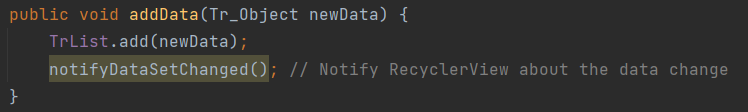 public void addData(Tr_Object newData) {
    TrList.add(newData);
    notifyDataSetChanged(); // Notify RecyclerView about the data change
}